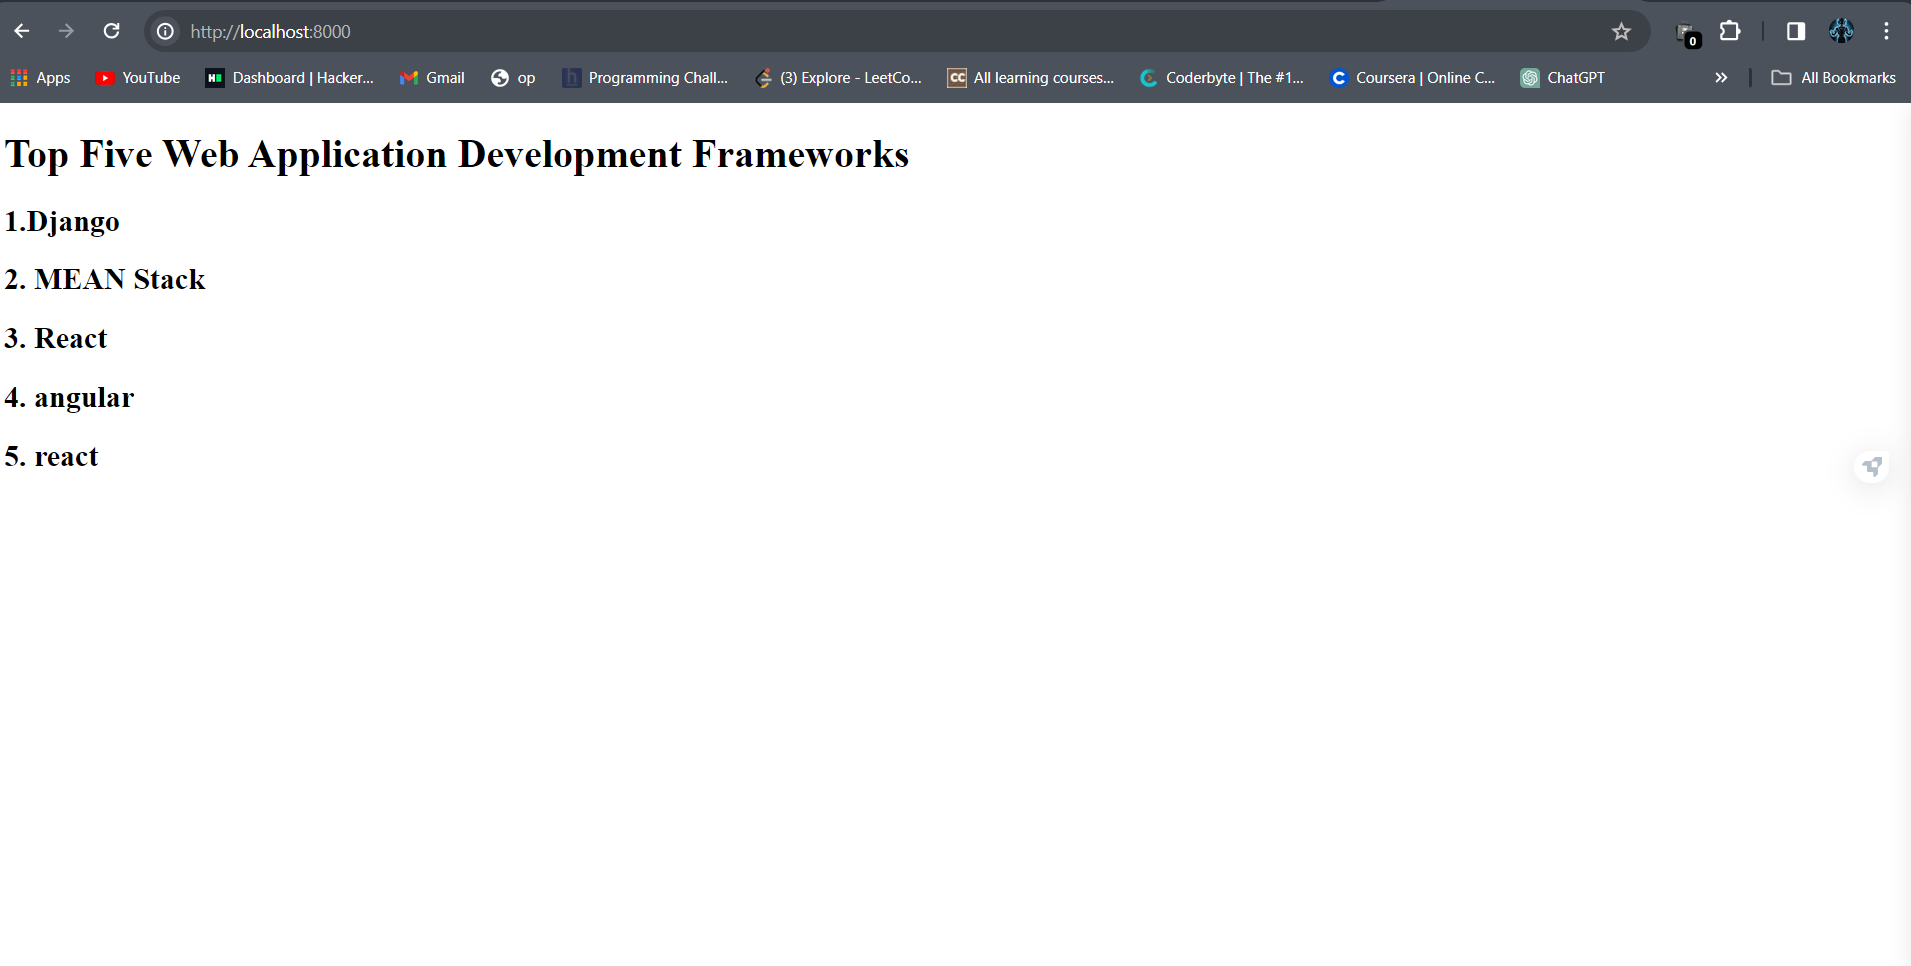 http://localhost:8000
0
Apps YouTube Dashboard | Hacker... Gmail op Programming Chall... (3) Explore - LeetCo... CC All learning courses... Coderbyte | The #1... Coursera | Online C... ChatGPT » All Bookmarks
Top Five Web Application Development Frameworks
1.Django
2. MEAN Stack
3. React
4. angular
5. react